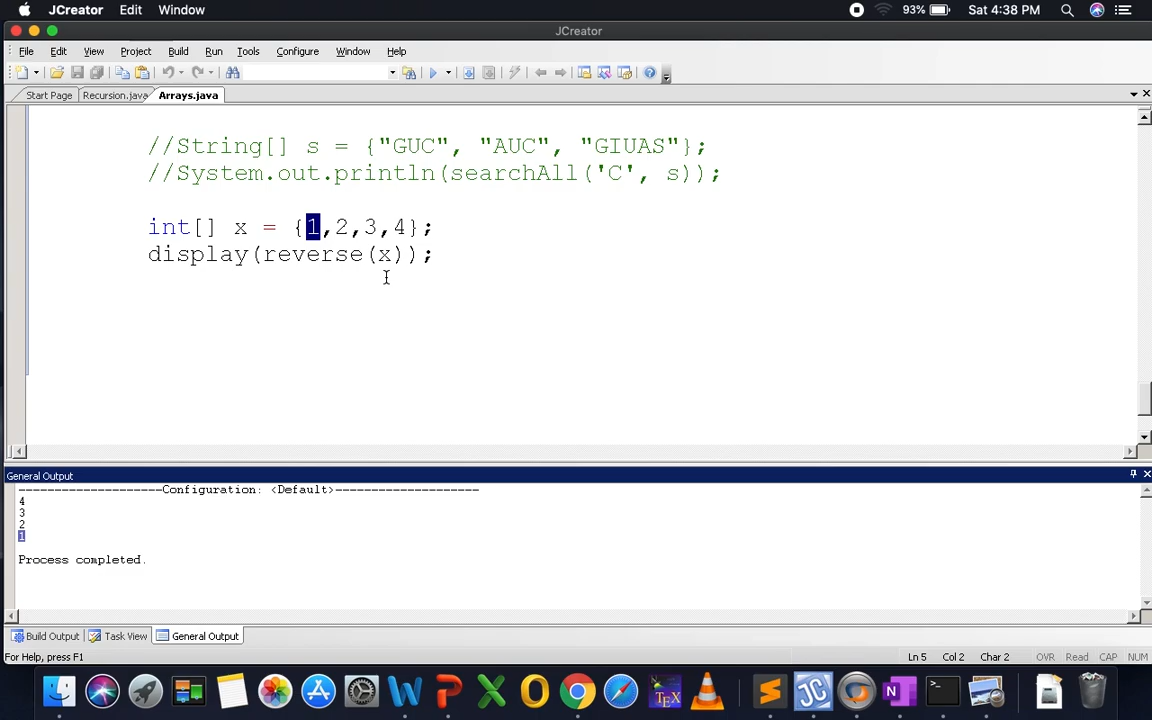 JCreator Edit Window 93% Sat 4:38 PM
JCreator
File Edit View Project Build Run Tools Configure Window Help
Start Page Recursion.java Arrays.java
//String[] s = {"GUC", "AUC", "GIUAS"};
//System.out.println(searchAll('C', s));
int[] x = {1,2,3,4};
display(reverse(x));
General Output
--------------------Configuration: <Default>--------------------
4
3
2
1
Process completed.
Build Output Task View General Output
For Help, press F1 Ln 5 Col 2 Char 2 OVR Read CAP NUM
W P X O TEX JC N